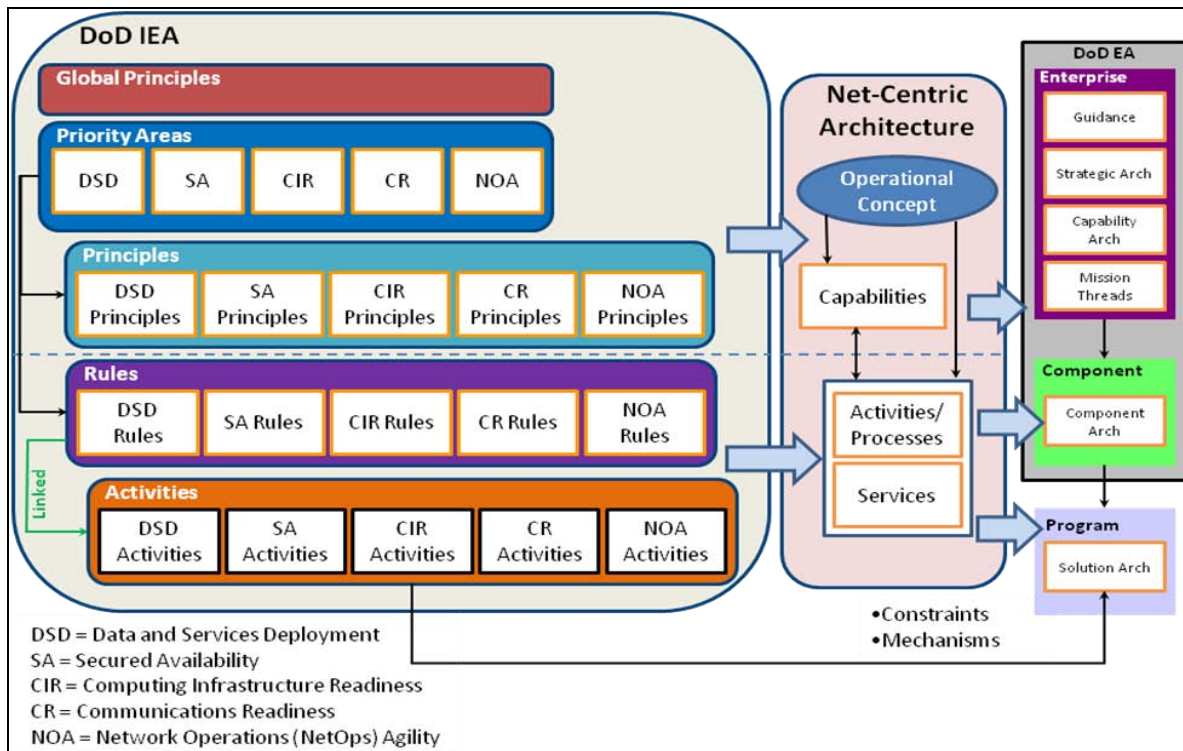 DoD IEA
Global Principles
Priority Areas
DSD
SA
CIR
CR
NOA
Principles
DSD
Principles
SA
Principles
CIR
Principles
CR
Principles
NOA
Principles
Rules
DSD
Rules
SA Rules
CIR Rules
CR Rules
NOA
Rules
Linked
Activities
DSD
Activities
SA
Activities
CIR
Activities
CR
Activities
NOA
Activities
DSD = Data and Services Deployment
SA = Secured Availability
CIR = Computing Infrastructure Readiness
CR = Communications Readiness
NOA = Network Operations (NetOps) Agility
Net-Centric
Architecture
Operational
Concept
Capabilities
Activities/
Processes
Services
•Constraints
•Mechanisms
DoD EA
Enterprise
Guidance
Strategic Arch
Capability
Arch
Mission
Threads
Component
Component
Arch
Program
Solution Arch